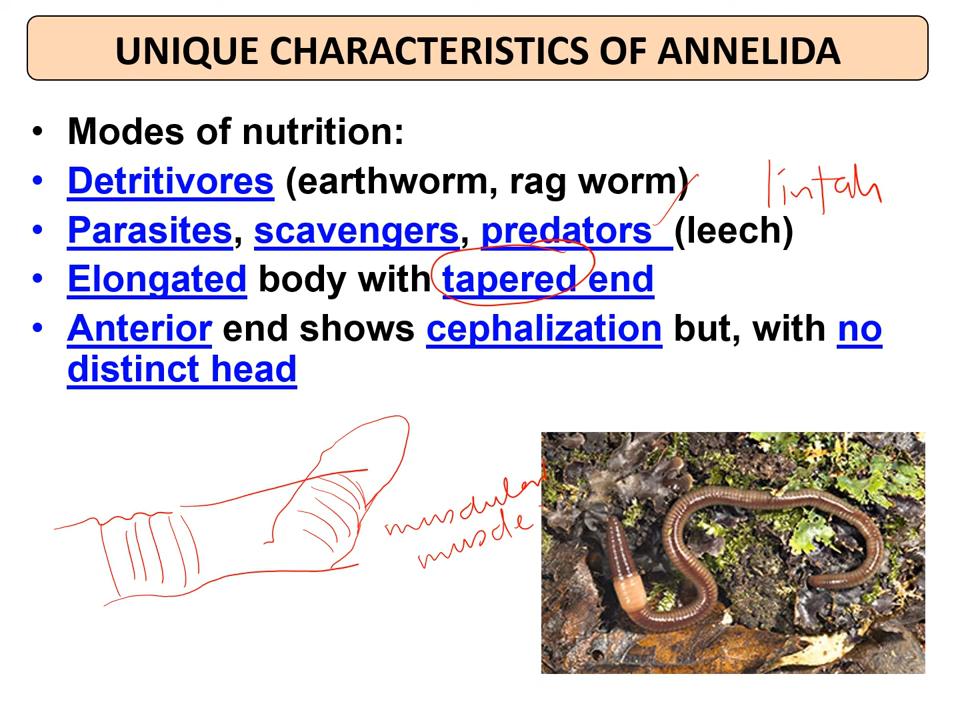 UNIQUE CHARACTERISTICS OF ANNELIDA
• Modes of nutrition:
• Detritivores (earthworm, rag worm)
lintah
• Parasites, scavengers, predators (leech)
• Elongated body with tapered end
• Anterior end shows cephalization but, with no
distinct head
muscle